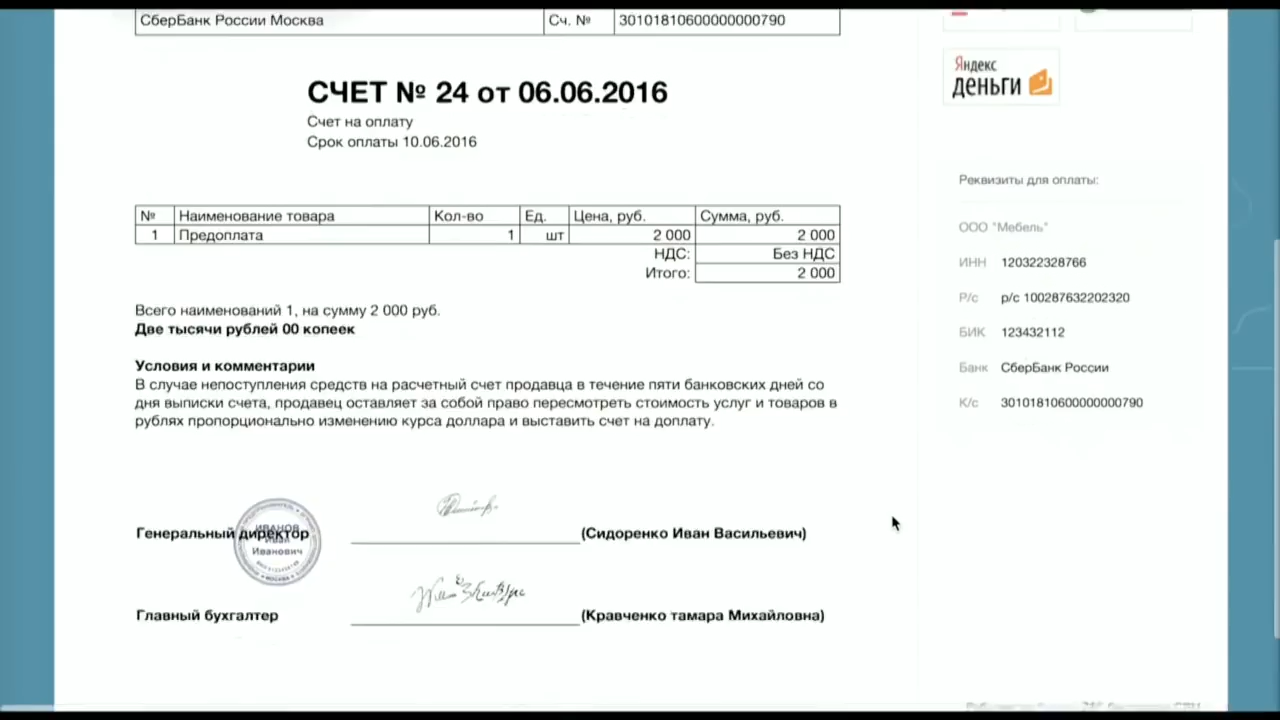 СберБанк России Москва Сч. № 30101810600000000790
Яндекс
деньги
СЧЕТ № 24 от 06.06.2016
Счет на оплату
Срок оплаты 10.06.2016
№ Наименование товара Кол-во Ед. Цена, руб. Сумма, руб.
1 Предоплата 1 шт 2 000 2 000
НДС: Без НДС
Итого: 2 000
Всего наименований 1, на сумму 2 000 руб.
Две тысячи рублей 00 копеек
Условия и комментарии
В случае непоступления средств на расчетный счет продавца в течение пяти банковских дней со
дня выписки счета, продавец оставляет за собой право пересмотреть стоимость услуг и товаров в
рублях пропорционально изменению курса доллара и выставить счет на доплату.
Генеральный директор (Сидоренко Иван Васильевич)
ИВАНОВ
Иван
Иванович
МОСКВА
Главный бухгалтер (Кравченко тамара Михайловна)
Реквизиты для оплаты:
ООО "Мебель"
ИНН 120322328766
Р/с р/с 100287632202320
БИК 123432112
Банк СберБанк России
К/с 30101810600000000790